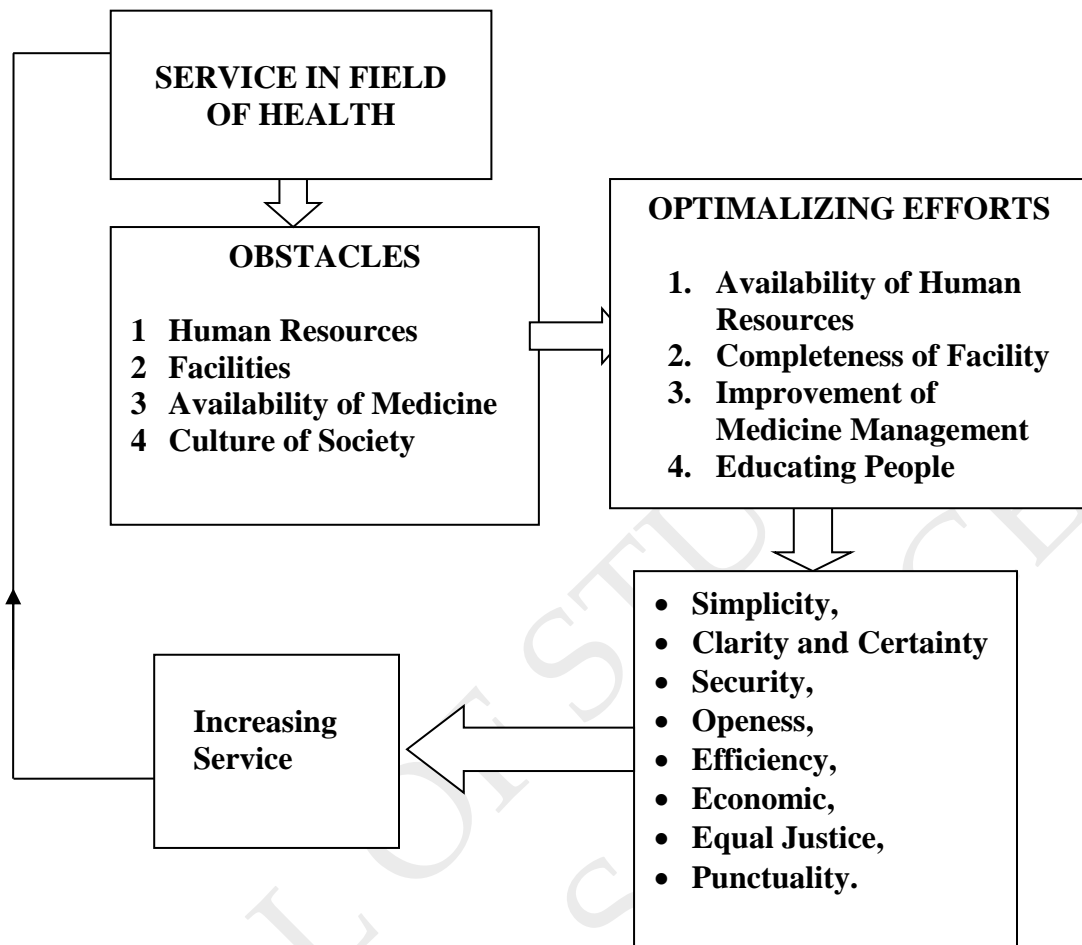 SERVICE IN FIELD
OF HEALTH
OBSTACLES
1 Human Resources
2 Facilities
3 Availability of Medicine
4 Culture of Society
OPTIMALIZING EFFORTS
1. Availability of Human
Resources
2. Completeness of Facility
3. Improvement of
Medicine Management
4. Educating People
• Simplicity,
• Clarity and Certainty
• Security,
• Openess,
• Efficiency,
• Economic,
• Equal Justice,
• Punctuality.
Increasing
Service